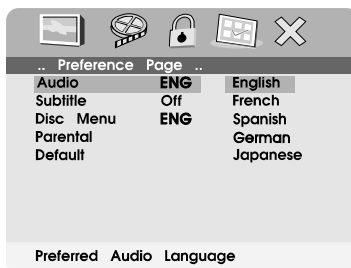 .. Preference Page ..
Audio ENG English
Subtitle Off French
Disc Menu ENG Spanish
Parental German
Default Japanese
Preferred Audio Language